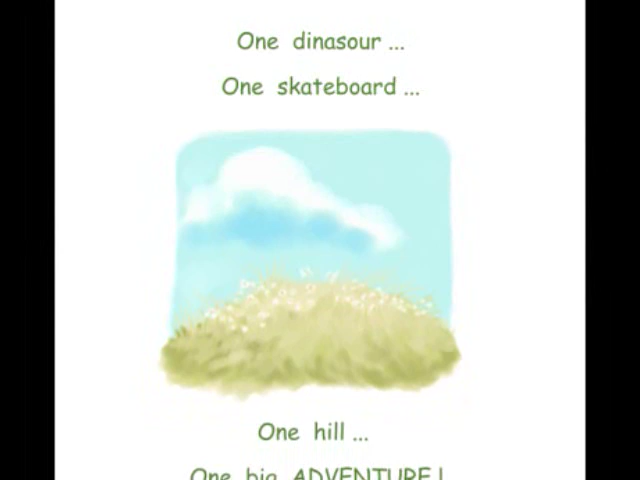 One dinasour ...
One skateboard ...
One hill ...
One big ADVENTURE !